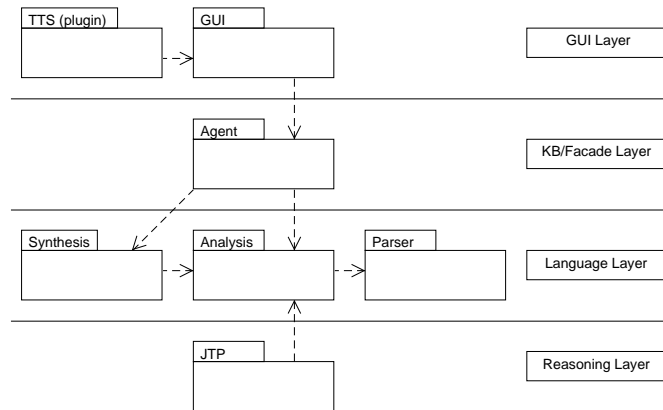 TTS (plugin)
GUI
GUI Layer
Agent
KB/Facade Layer
Synthesis
Analysis
Parser
Language Layer
JTP
Reasoning Layer